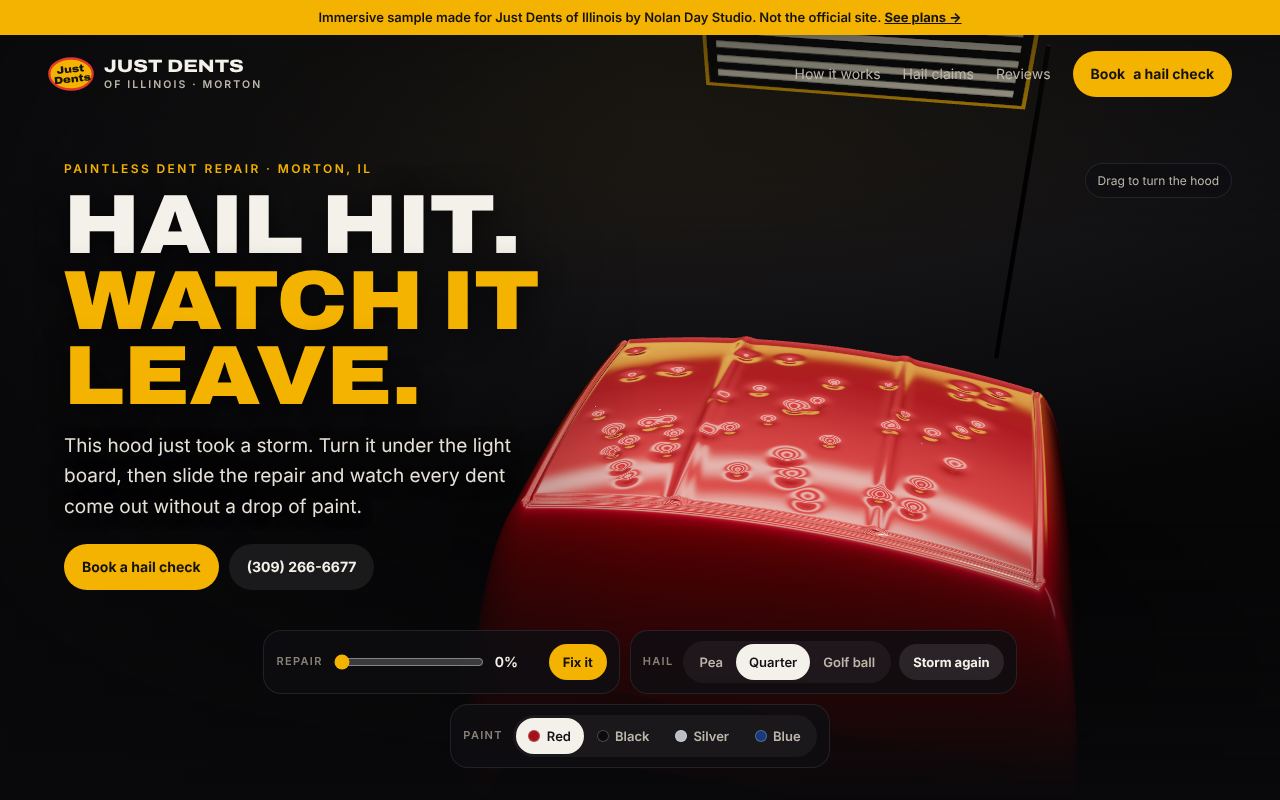 Immersive sample made for Just Dents of Illinois by Nolan Day Studio. Not the official site. See plans →
Just Dents
JUST DENTS
OF ILLINOIS · MORTON
How it works
Hail claims
Reviews
Book a hail check
PAINTLESS DENT REPAIR · MORTON, IL
Drag to turn the hood
HAIL HIT.
WATCH IT
LEAVE.
This hood just took a storm. Turn it under the light
board, then slide the repair and watch every dent
come out without a drop of paint.
Book a hail check
(309) 266-6677
REPAIR
0%
Fix it
HAIL
Pea
Quarter
Golf ball
Storm again
PAINT
Red
Black
Silver
Blue